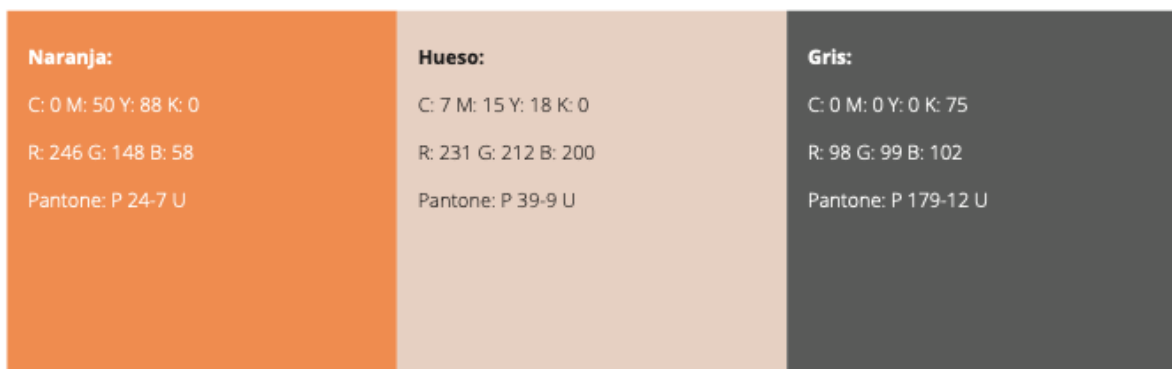 Naranja:
C: 0 M: 50 Y: 88 K: 0
R: 246 G: 148 B: 58
Pantone: P 24-7 U
Hueso:
C: 7 M: 15 Y: 18 K: 0
R: 231 G: 212 B: 200
Pantone: P 39-9 U
Gris:
C: 0 M: 0 Y: 0 K: 75
R: 98 G: 99 B: 102
Pantone: P 179-12 U